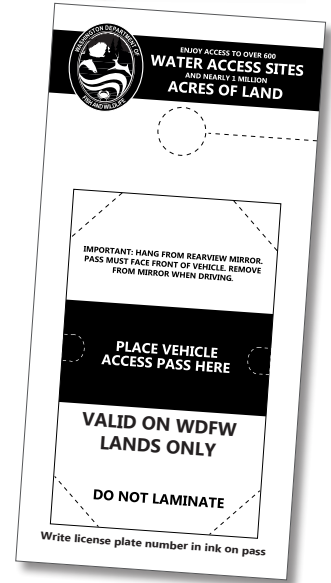 WASHINGTON DEPARTMENT OF
FISH AND WILDLIFE
ENJOY ACCESS TO OVER 600
WATER ACCESS SITES
AND NEARLY 1 MILLION
ACRES OF LAND
IMPORTANT: HANG FROM REARVIEW MIRROR.
PASS MUST FACE FRONT OF VEHICLE. REMOVE
FROM MIRROR WHEN DRIVING.
PLACE VEHICLE
ACCESS PASS HERE
VALID ON WDFW
LANDS ONLY
DO NOT LAMINATE
Write license plate number in ink on pass